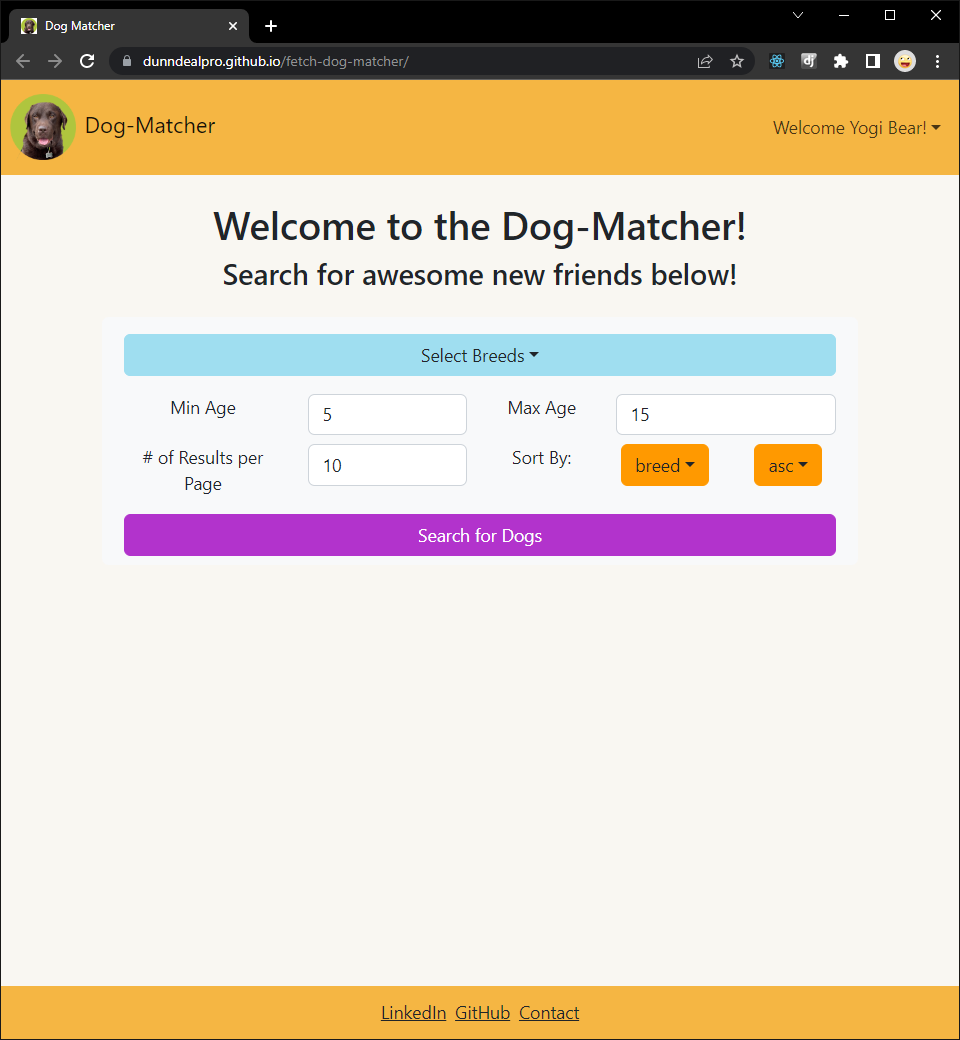 Dog Matcher
dunndealpro.github.io/fetch-dog-matcher/
dj
Dog-Matcher
Welcome Yogi Bear!
Welcome to the Dog-Matcher!
Search for awesome new friends below!
Select Breeds
Min Age
5
Max Age
15
# of Results per
Page
10
Sort By:
breed
asc
Search for Dogs
LinkedIn GitHub Contact